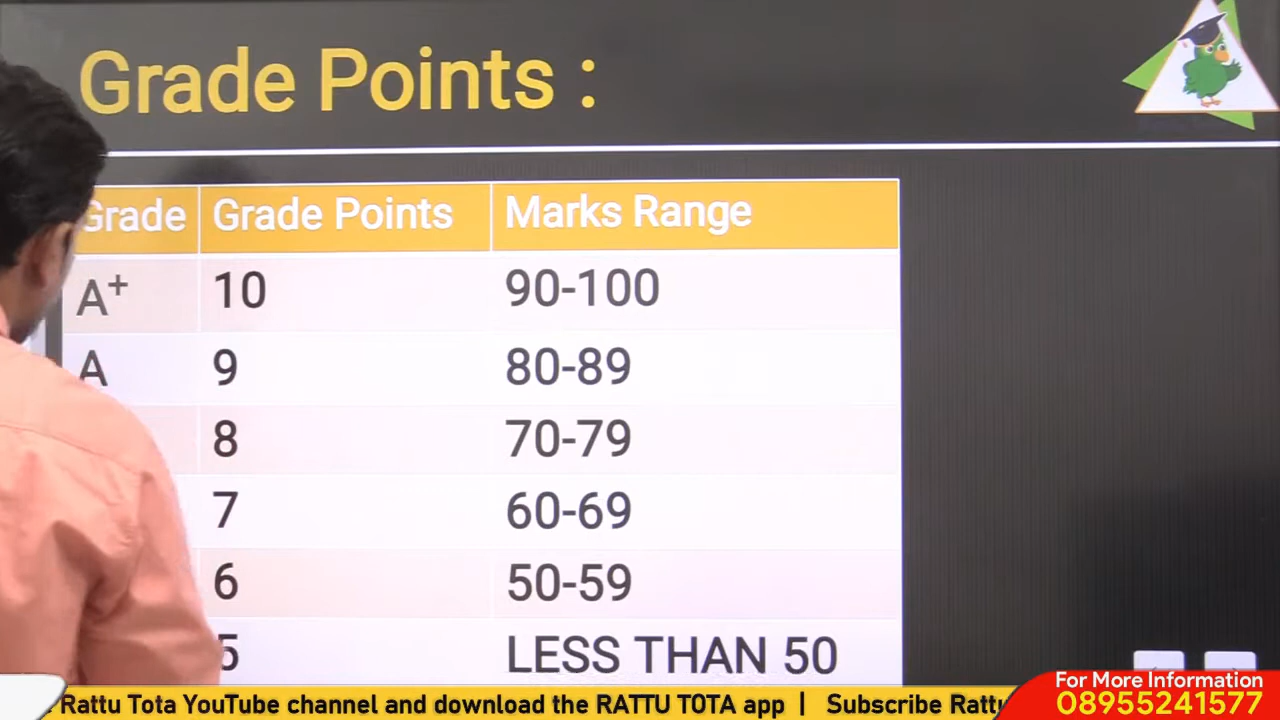 Grade Points :
Grade Grade Points Marks Range
A+ 10 90-100
A 9 80-89
8 70-79
7 60-69
6 50-59
5 LESS THAN 50
Rattu Tota YouTube channel and download the RATTU TOTA app | Subscribe Rattu
For More Information
08955241577